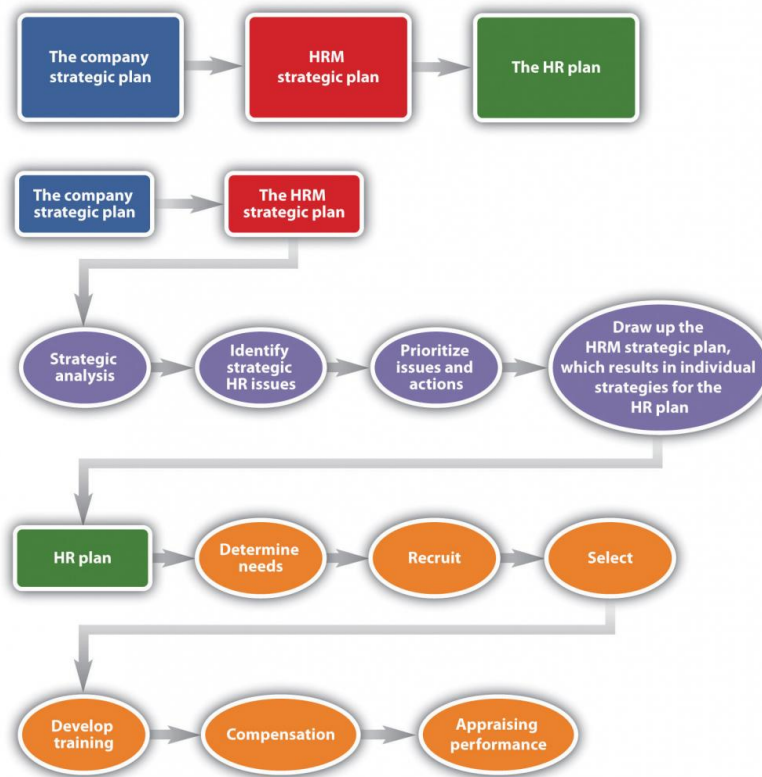 The company
strategic plan
HRM
strategic plan
The HR plan
The company
strategic plan
The HRM
strategic plan
Strategic
analysis
Identify
strategic
HR issues
Prioritize
issues and
actions
Draw up the
HRM strategic plan,
which results in individual
strategies for the
HR plan
HR plan
Determine
needs
Recruit
Select
Develop
training
Compensation
Appraising
performance